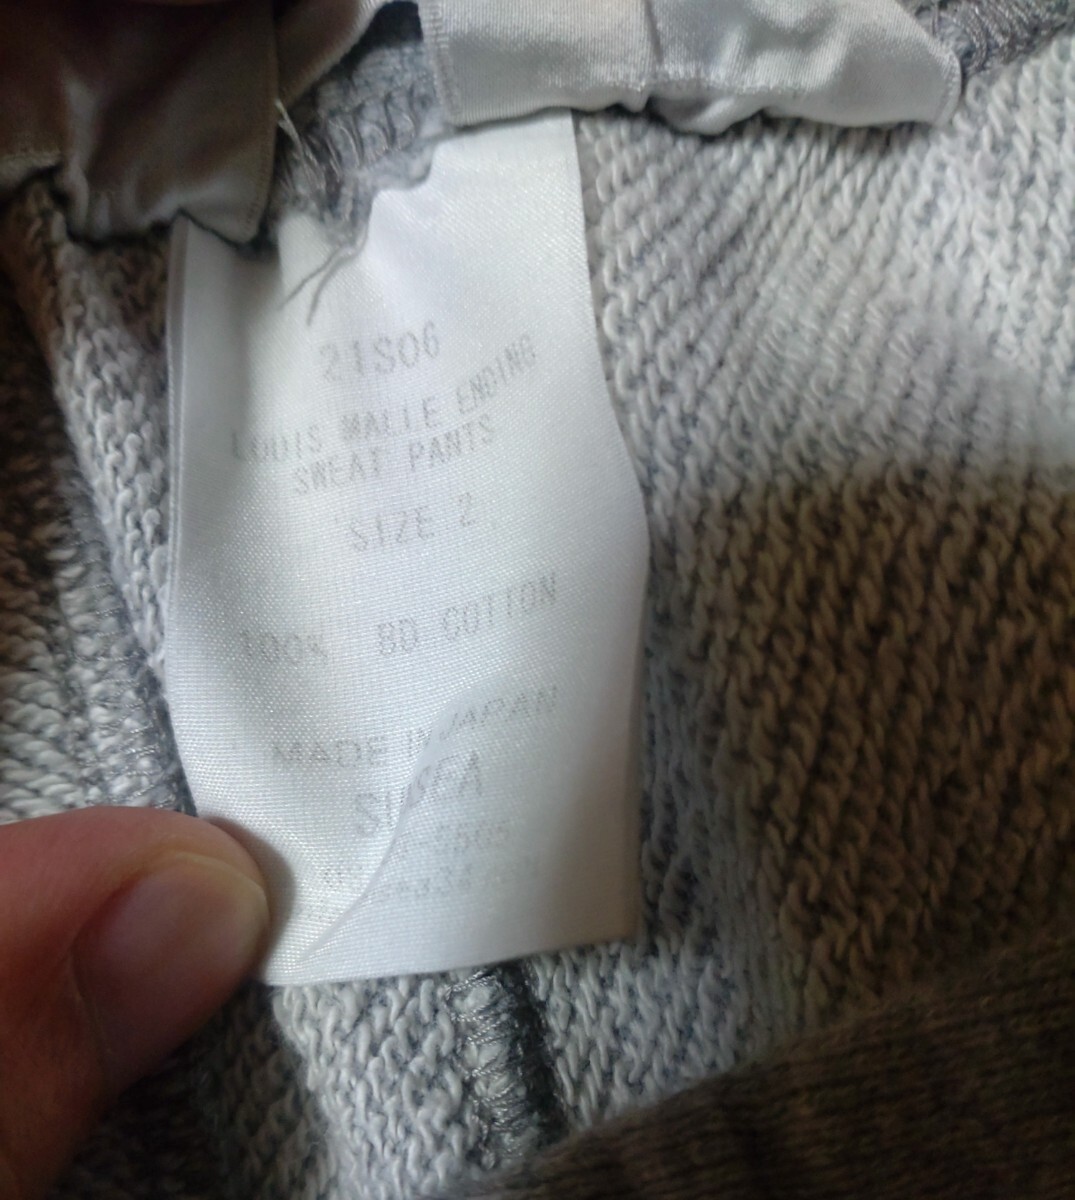 21S06
LOUIS MALLE ENDING
SWEAT PANTS
SIZE 2
100% BD COTTON
MADE IN JAPAN